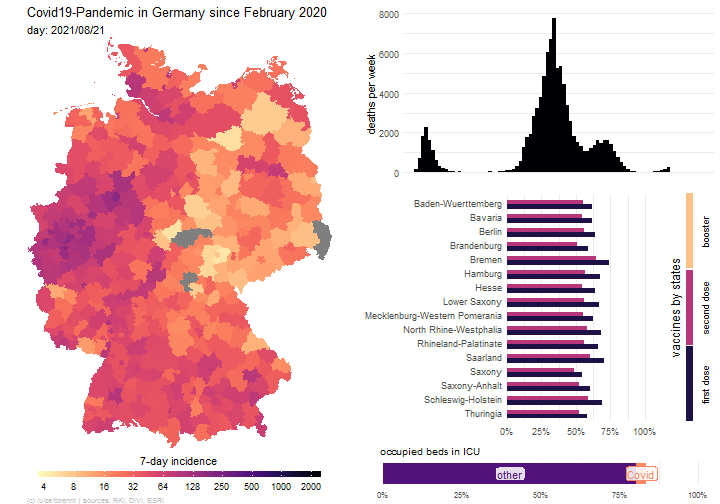 Covid19-Pandemic in Germany since February 2020
day: 2021/08/21
7-day incidence
4 8 16 32 64 125 250 500 1000 2000
(c) /u/zeitbrenn | sources: RKI, DIVI, ESRI
deaths per week
8000
6000
4000
2000
0
Baden-Wuerttemberg
Bavaria
Berlin
Brandenburg
Bremen
Hamburg
Hesse
Lower Saxony
Mecklenburg-Western Pomerania
North Rhine-Westphalia
Rhineland-Palatinate
Saarland
Saxony
Saxony-Anhalt
Schleswig-Holstein
Thuringia
0% 25% 50% 75% 100%
vaccines by states
booster
second dose
first dose
occupied beds in ICU
other
Covid
0% 25% 50% 75% 100%